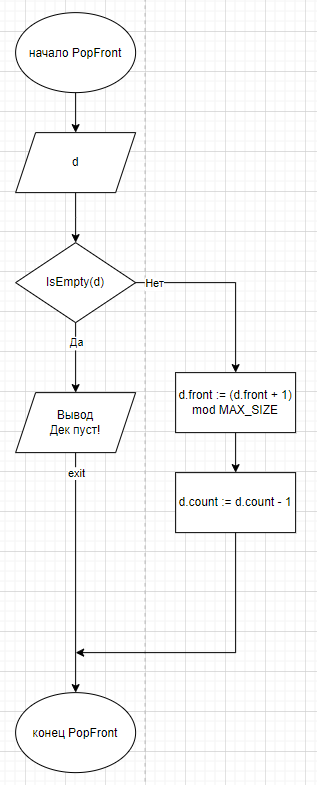 начало PopFront
d
IsEmpty(d)
Нет
Да
d.front := (d.front + 1)
mod MAX_SIZE
Вывод
Дек пуст!
exit
d.count := d.count - 1
конец PopFront